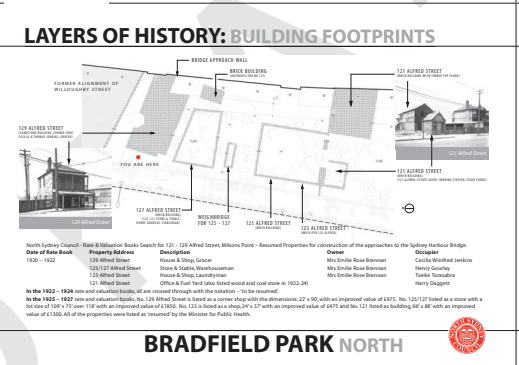 LAYERS OF HISTORY: BUILDING FOOTPRINTS
BRIDGE APPROACH WALL
BRICK BUILDING
FORMER ALIGNMENT OF
WILLOUGHBY STREET
121 ALFRED STREET
129 ALFRED STREET
YOU ARE HERE
121 Alfred Street
121 ALFRED STREET
129 Alfred Street
127 ALFRED STREET
(BRICK BUILDING)
WEIGHBRIDGE
FOR 125 - 127
125 ALFRED STREET
(BRICK BUILDING)
123 ALFRED STREET
North Sydney Council - Rate & Valuation Books Search for 121 - 129 Alfred Street, Milsons Point – Resumed Properties for construction of the approaches to the Sydney Harbour Bridge.
Date of Rate Book Property Address Description Owner Occupier
1920 – 1922 129 Alfred Street House & Shop, Grocer Mrs Emilie Rose Brennan Cecilia Winifred Jenkins
125/127 Alfred Street Store & Stable, Warehouseman Mrs Emilie Rose Brennan Henry Gourlay
123 Alfred Street House & Shop, Laundryman Mrs Emilie Rose Brennan
121 Alfred Street Office & Fuel Yard (also listed wood and coal store in 1922-24) Harry Daggett
In the 1922 – 1924 rate and valuation books, all are crossed through with the notation – 'to be resumed'.
In the 1925 – 1927 rate and valuation books, No. 129 Alfred Street is listed as a corner shop with the dimensions; 22' x 90', with an improved value of £975. No. 125/127 listed as a store with a
lot size of 109' x 75' over 118' with an improved value of £1850. No. 123 is listed as a shop, 24' x 57' with an improved value of £475 and No. 121 listed as building, 66' x 88' with an improved
value of £1300. All of the properties were listed as 'resumed' by the Minister for Public Health.
BRADFIELD PARK NORTH
NORTH SYDNEY
COUNCIL